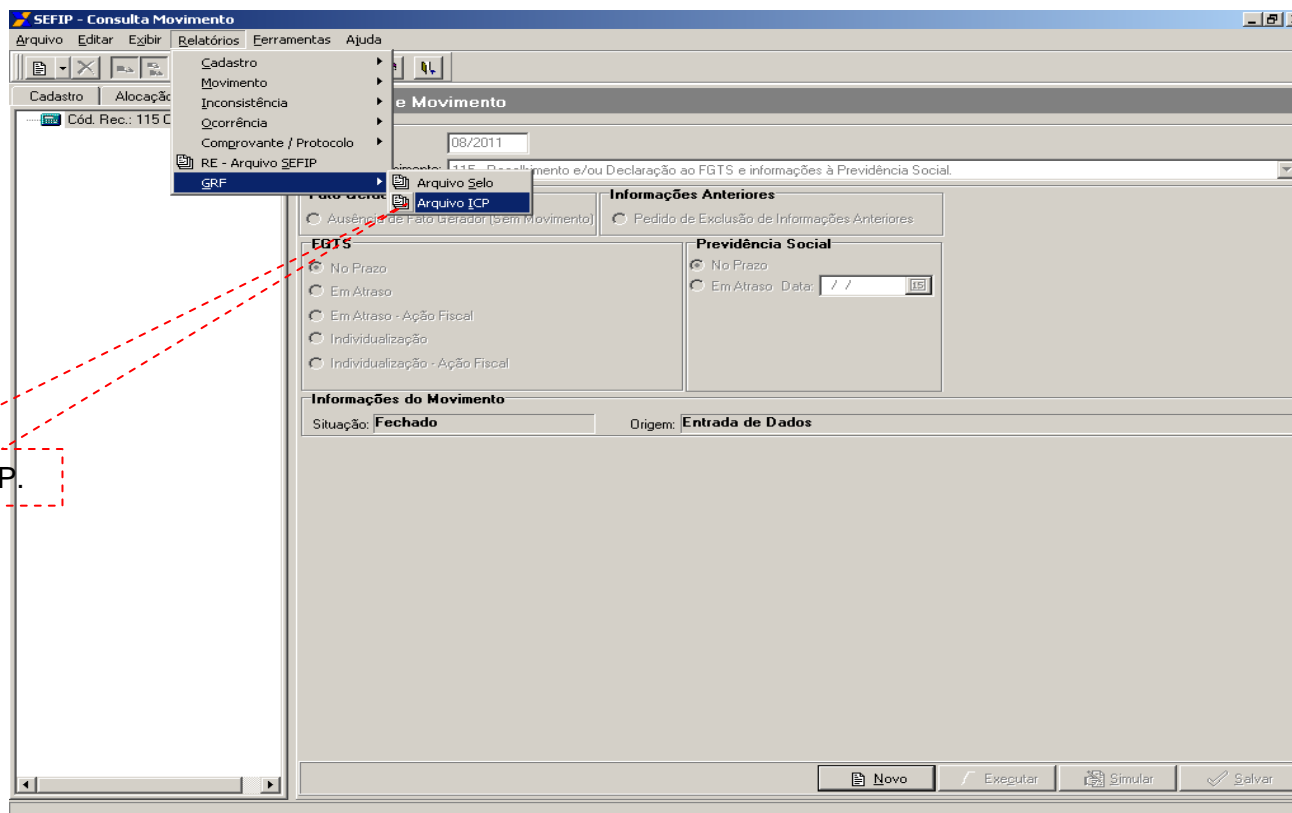 SEFIP - Consulta Movimento
Arquivo Editar Exibir Relatórios Ferramentas Ajuda
Cadastro
Movimento
Inconsistência
Ocorrência
Comprovante / Protocolo
RE - Arquivo SEFIP
GRF
Arquivo Selo
Arquivo ICP
Cadastro Alocação
Cód. Rec.: 115 C
e Movimento
08/2011
115 - Recolhimento e/ou Declaração ao FGTS e informações à Previdência Social.
Informações Anteriores
Ausência de Fato Gerador (Sem Movimento)
Pedido de Exclusão de Informações Anteriores
FGTS
No Prazo
Em Atraso
Em Atraso - Ação Fiscal
Individualização
Individualização - Ação Fiscal
Previdência Social
No Prazo
Em Atraso Data: / / 15
Informações do Movimento
Situação: Fechado Origem: Entrada de Dados
P.
Novo Executar Simular Salvar